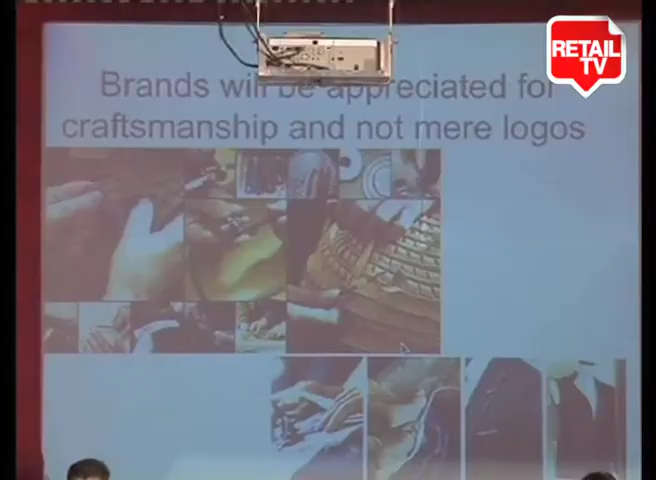 RETAIL
TV
Brands will be appreciated for
craftsmanship and not mere logos